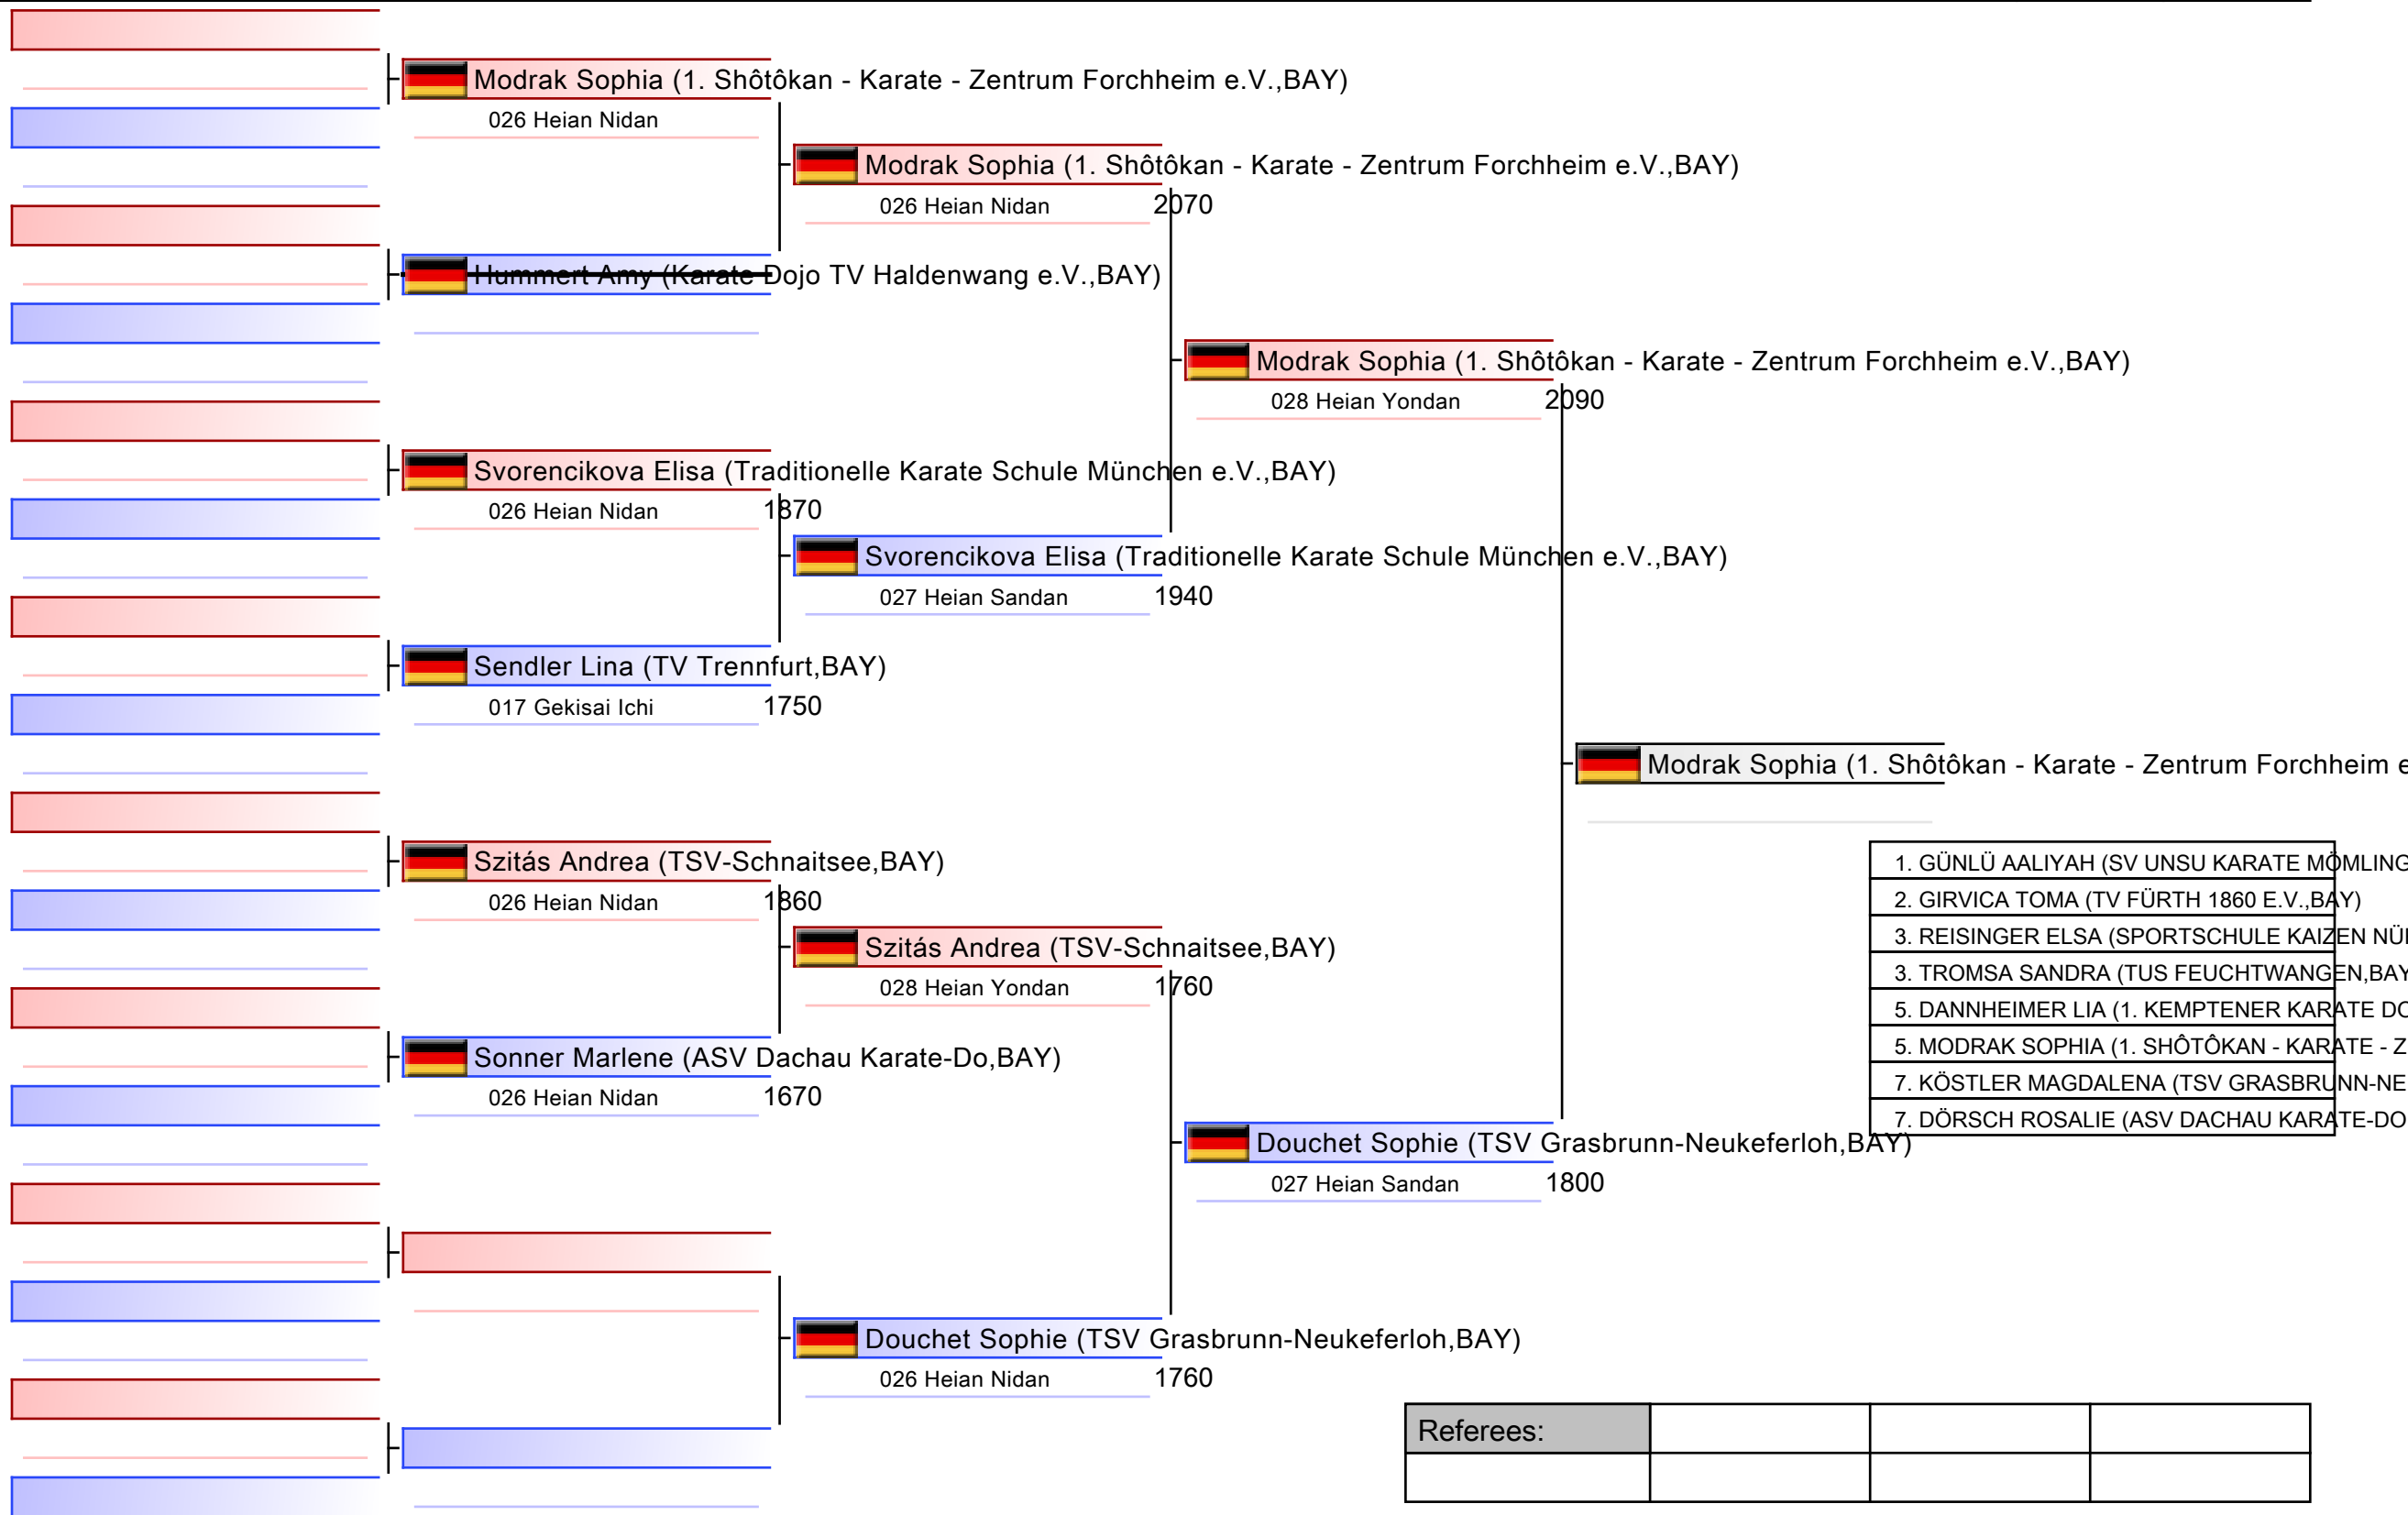 Modrak Sophia (1. Shôtôkan - Karate - Zentrum Forchheim e.V.,BAY)
026 Heian Nidan
Modrak Sophia (1. Shôtôkan - Karate - Zentrum Forchheim e.V.,BAY)
026 Heian Nidan 2070
Hummert Amy (Karate Dojo TV Haldenwang e.V.,BAY)
Modrak Sophia (1. Shôtôkan - Karate - Zentrum Forchheim e.V.,BAY)
028 Heian Yondan 2090
Svorencikova Elisa (Traditionelle Karate Schule München e.V.,BAY)
026 Heian Nidan 1870
Svorencikova Elisa (Traditionelle Karate Schule München e.V.,BAY)
027 Heian Sandan 1940
Sendler Lina (TV Trennfurt,BAY)
017 Gekisai Ichi 1750
Modrak Sophia (1. Shôtôkan - Karate - Zentrum Forchheim e
Szitás Andrea (TSV-Schnaitsee,BAY)
026 Heian Nidan 1860
Szitás Andrea (TSV-Schnaitsee,BAY)
028 Heian Yondan 1760
Sonner Marlene (ASV Dachau Karate-Do,BAY)
026 Heian Nidan 1670
1. GÜNLÜ AALIYAH (SV UNSU KARATE MÖMLING
2. GIRVICA TOMA (TV FÜRTH 1860 E.V.,BAY)
3. REISINGER ELSA (SPORTSCHULE KAIZEN NÜ
3. TROMSA SANDRA (TUS FEUCHTWANGEN,BAY
5. DANNHEIMER LIA (1. KEMPTENER KARATE DO
5. MODRAK SOPHIA (1. SHÔTÔKAN - KARATE - Z
7. KÖSTLER MAGDALENA (TSV GRASBRUNN-NE
7. DÖRSCH ROSALIE (ASV DACHAU KARATE-DO
Douchet Sophie (TSV Grasbrunn-Neukeferloh,BAY)
027 Heian Sandan 1800
Douchet Sophie (TSV Grasbrunn-Neukeferloh,BAY)
026 Heian Nidan 1760
Referees: